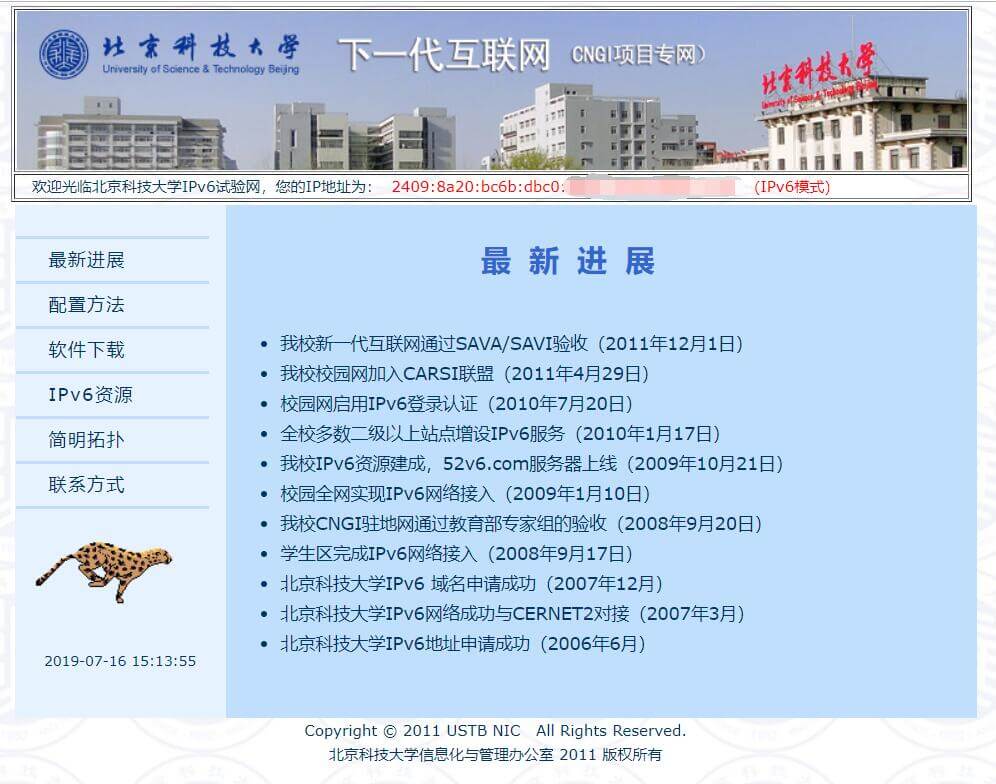 北京科技大学
University of Science & Technology Beijing
下一代互联网 (CNGI项目专网)
北京科技大学
University of Science & Technology Beijing
欢迎光临北京科技大学IPv6试验网，您的IP地址为： 2409:8a20:bc6b:dbc0: (IPv6模式)
最新进展
配置方法
软件下载
IPv6资源
简明拓扑
联系方式
2019-07-16 15:13:55
最 新 进 展
我校新一代互联网通过SAVA/SAVI验收（2011年12月1日）
我校校园网加入CARSI联盟（2011年4月29日）
校园网启用IPv6登录认证（2010年7月20日）
全校多数二级以上站点增设IPv6服务（2010年1月17日）
我校IPv6资源建成，52v6.com服务器上线（2009年10月21日）
校园全网实现IPv6网络接入（2009年1月10日）
我校CNGI驻地网通过教育部专家组的验收（2008年9月20日）
学生区完成IPv6网络接入（2008年9月17日）
北京科技大学IPv6 域名申请成功（2007年12月）
北京科技大学IPv6网络成功与CERNET2对接（2007年3月）
北京科技大学IPv6地址申请成功（2006年6月）
Copyright © 2011 USTB NIC All Rights Reserved.
北京科技大学信息化与管理办公室 2011 版权所有